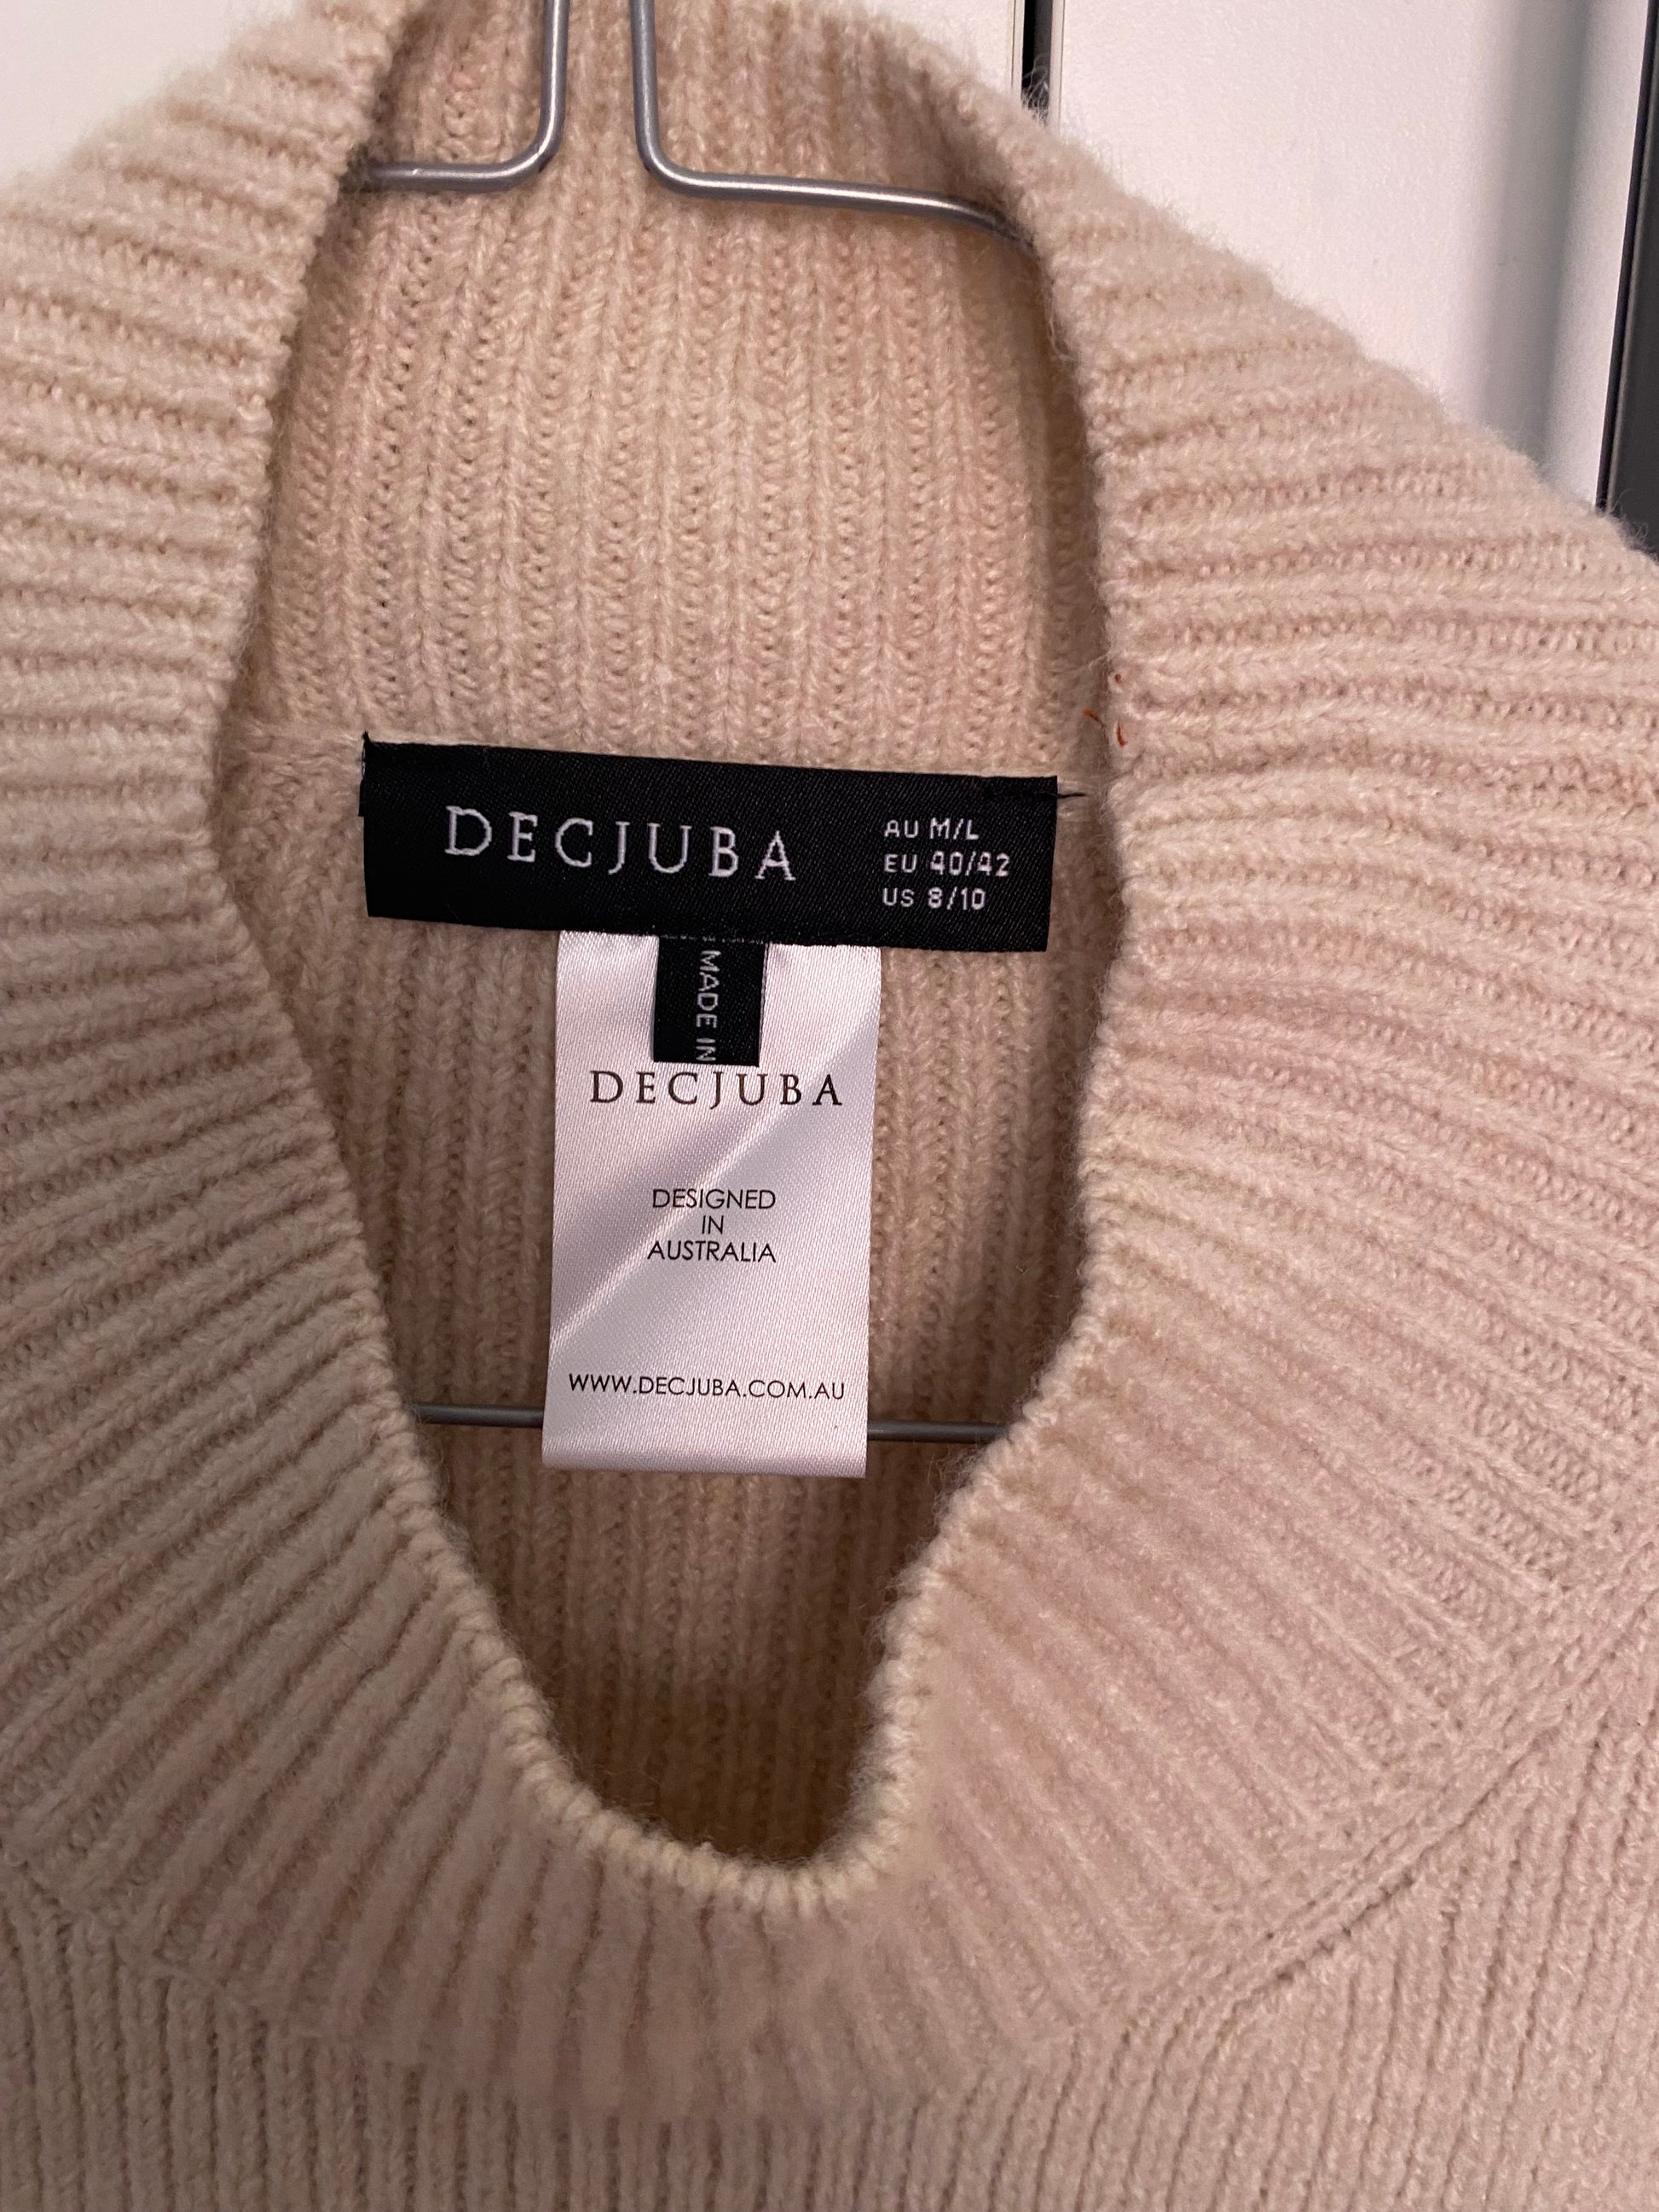 DECJUBA
AU M/L
EU 40/42
US 8/10
MADE IN
DECJUBA
DESIGNED
IN
AUSTRALIA
WWW.DECJUBA.COM.AU